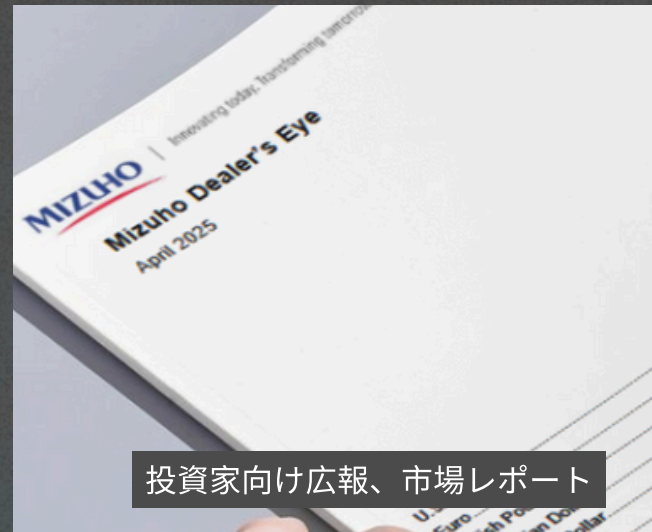 MIZUHO | Innovating today. Transforming tomorrow.
Mizuho Dealer's Eye
April 2025
投資家向け広報、市場レポート
Euro